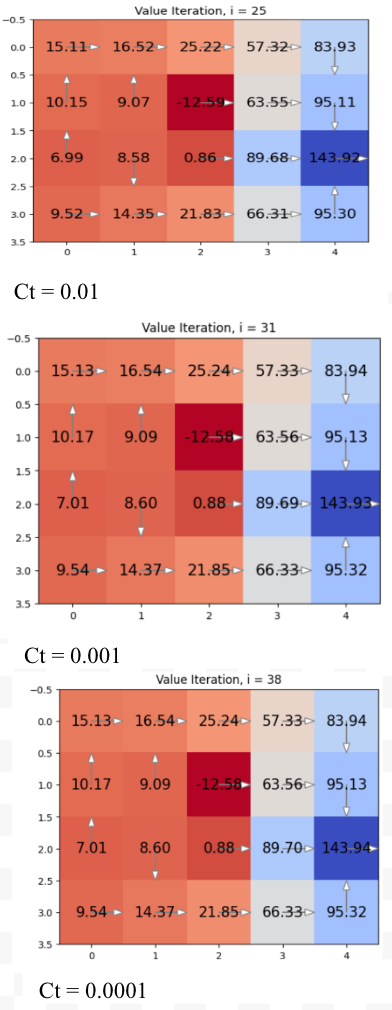 Value Iteration, i = 25
−0.5
0.0 15.11 16.52 25.22 57.32 83.93
0.5
1.0 10.15 9.07 -12.59 63.55 95.11
1.5
2.0 6.99 8.58 0.86 89.68 143.92
2.5
3.0 9.52 14.35 21.83 66.31 95.30
3.5
0 1 2 3 4
Ct = 0.01
Value Iteration, i = 31
−0.5
0.0 15.13 16.54 25.24 57.33 83.94
0.5
1.0 10.17 9.09 -12.58 63.56 95.13
1.5
2.0 7.01 8.60 0.88 89.69 143.93
2.5
3.0 9.54 14.37 21.85 66.33 95.32
3.5
0 1 2 3 4
Ct = 0.001
Value Iteration, i = 38
−0.5
0.0 15.13 16.54 25.24 57.33 83.94
0.5
1.0 10.17 9.09 -12.58 63.56 95.13
1.5
2.0 7.01 8.60 0.88 89.70 143.94
2.5
3.0 9.54 14.37 21.85 66.33 95.32
3.5
0 1 2 3 4
Ct = 0.0001